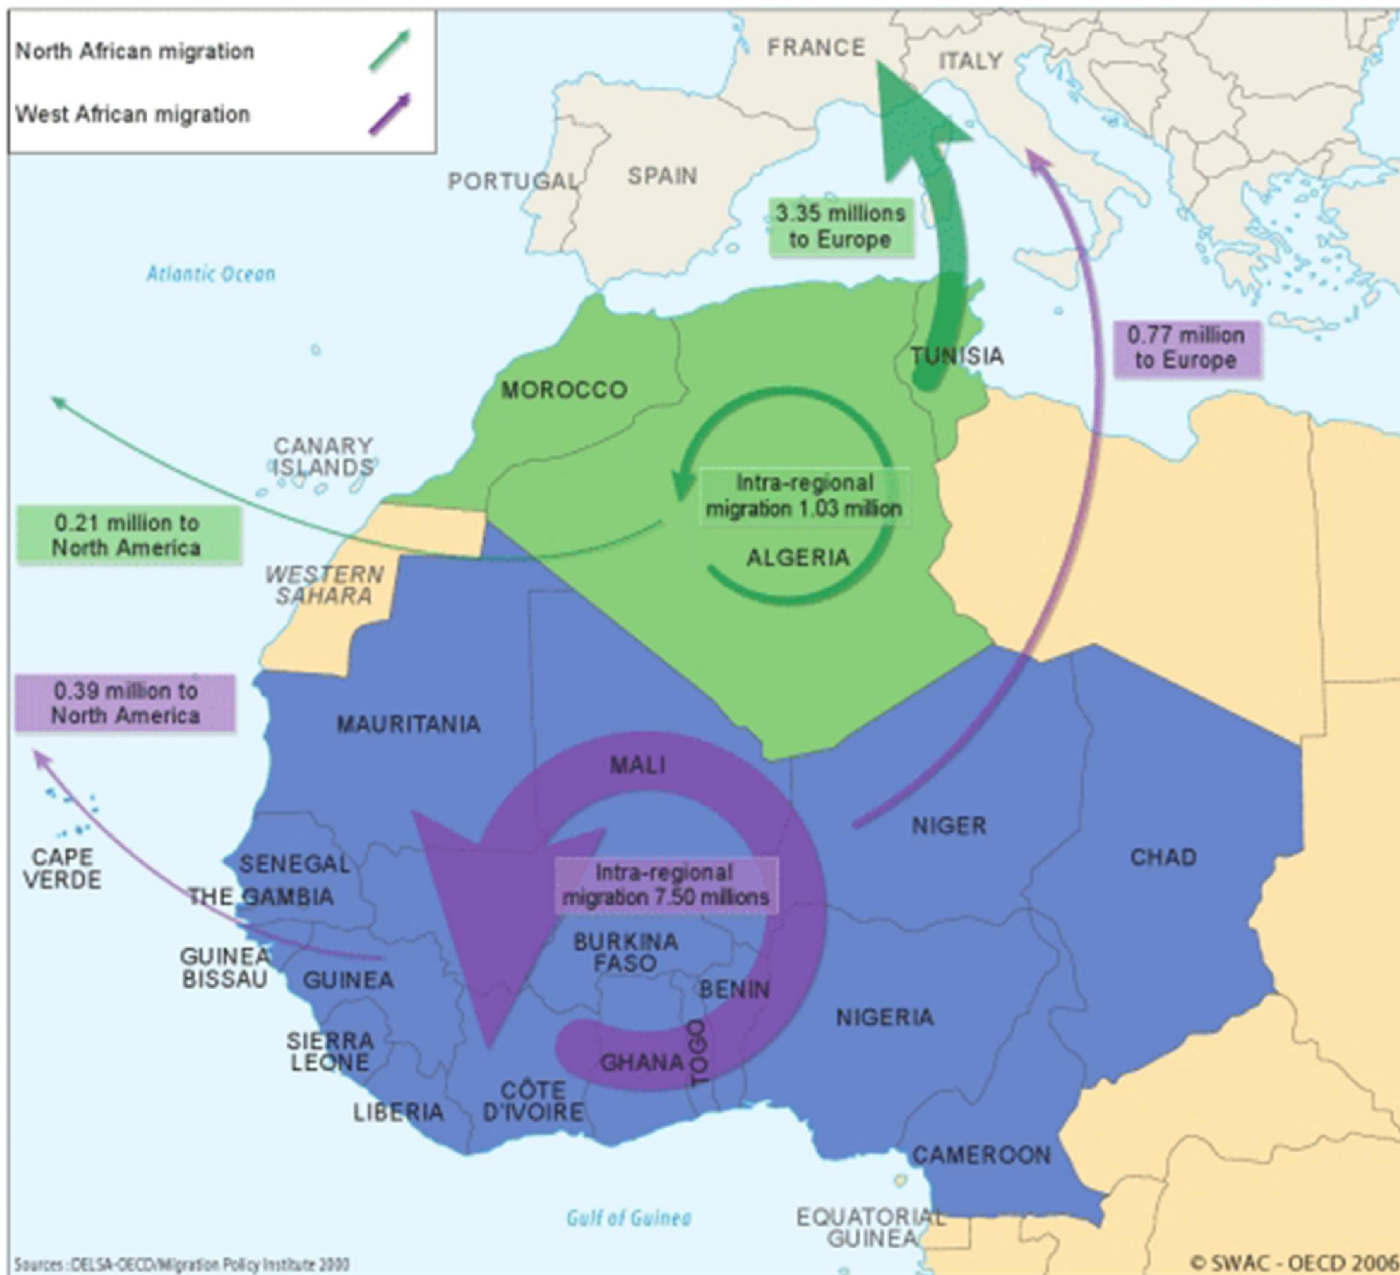 North African migration
West African migration
FRANCE
ITALY
PORTUGAL
SPAIN
3.35 millions
to Europe
Atlantic Ocean
0.77 million
to Europe
TUNISIA
MOROCCO
CANARY
ISLANDS
Intra-regional
migration 1.03 million
0.21 million to
North America
ALGERIA
WESTERN
SAHARA
0.39 million to
North America
MAURITANIA
MALI
NIGER
CHAD
CAPE
VERDE
SENEGAL
THE GAMBIA
Intra-regional
migration 7.50 millions
GUINEA
BISSAU
GUINEA
BURKINA
FASO
BENIN
NIGERIA
SIERRA
LEONE
GHANA
TOGO
LIBERIA
CÔTE
D'IVOIRE
CAMEROON
Gulf of Guinea
EQUATORIAL
GUINEA
Sources :DELSA-OECD/Migration Policy Institute 2000
© SWAC - OECD 2006